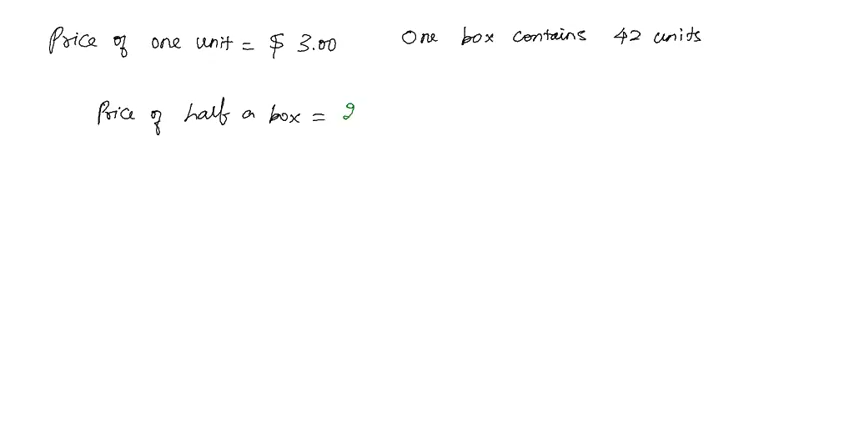 Price of one unit = $ 3.00 One box contains 42 units
Price of half a box = ?